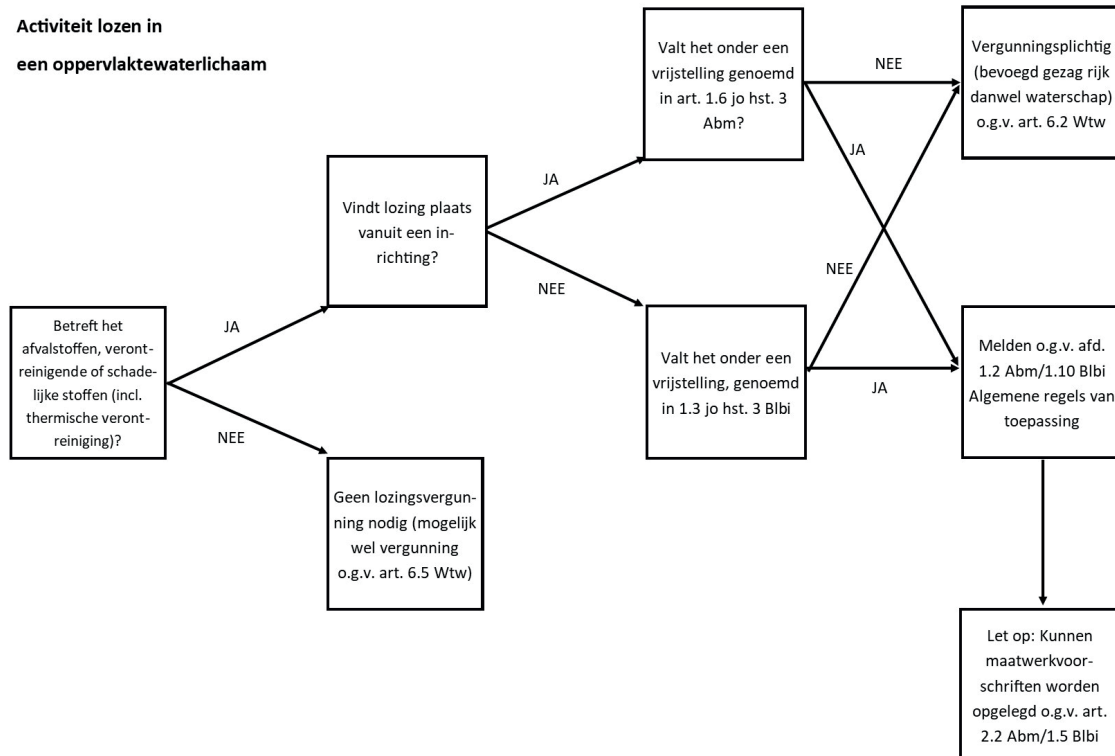 Activiteit lozen in
een oppervlaktewaterlichaam
Betreft het
afvalstoffen, veront-
reinigende of schade-
lijke stoffen (incl.
thermische veront-
reiniging)?
JA
NEE
Vindt lozing plaats
vanuit een in-
richting?
Geen lozingsvergun-
ning nodig (mogelijk
wel vergunning
o.g.v. art. 6.5 Wtw)
JA
NEE
Valt het onder een
vrijstelling genoemd
in art. 1.6 jo hst. 3
Abm?
Valt het onder een
vrijstelling, genoemd
in 1.3 jo hst. 3 Blbi
NEE
JA
NEE
JA
Vergunningsplichtig
(bevoegd gezag rijk
danwel waterschap)
o.g.v. art. 6.2 Wtw
Melden o.g.v. afd.
1.2 Abm/1.10 Blbi
Algemene regels van
toepassing
Let op: Kunnen
maatwerkvoor-
schriften worden
opgelegd o.g.v. art.
2.2 Abm/1.5 Blbi